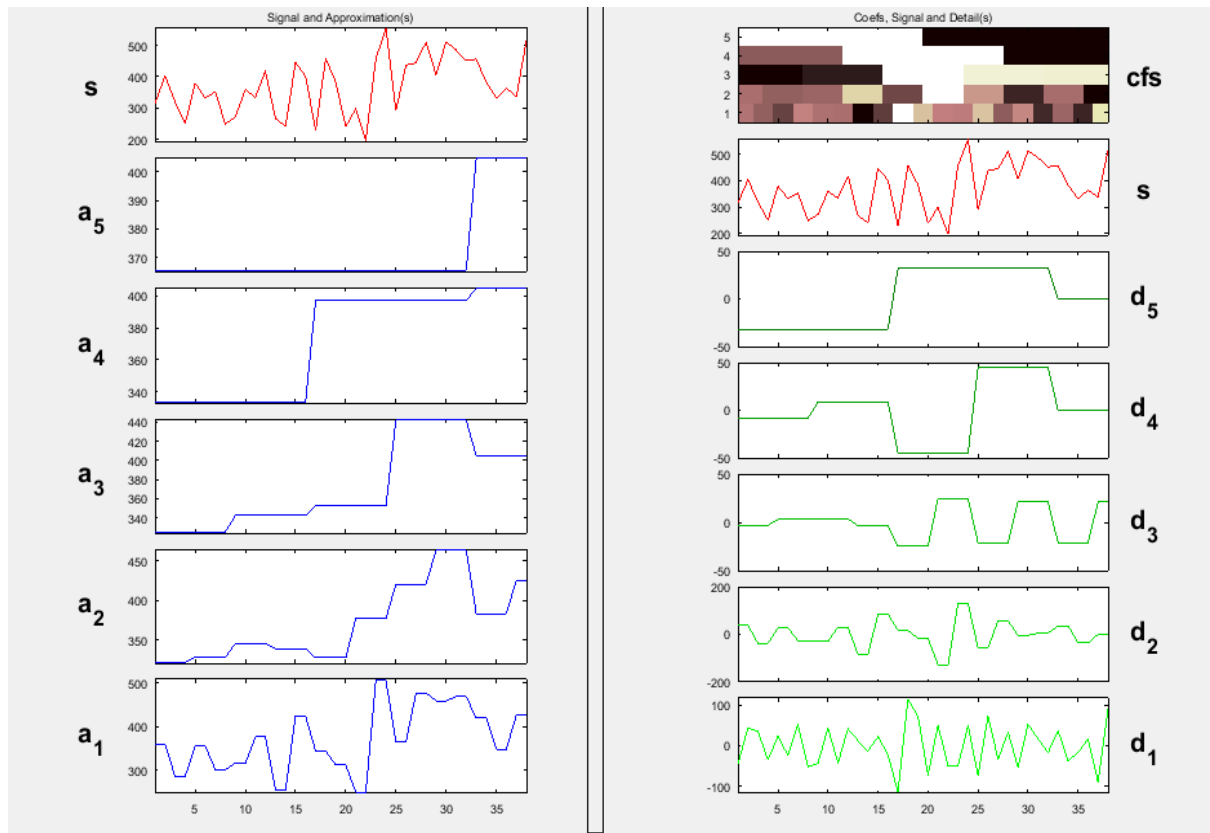 Signal and Approximation(s)
s
500
400
300
200
a5
400
390
380
370
a4
400
380
360
340
a3
440
420
400
380
360
340
a2
450
400
350
a1
500
400
300
5 10 15 20 25 30 35
Coefs, Signal and Detail(s)
cfs
5
4
3
2
1
s
500
400
300
200
d5
50
0
-50
d4
50
0
-50
d3
50
0
-50
d2
200
0
-200
d1
100
0
-100
5 10 15 20 25 30 35